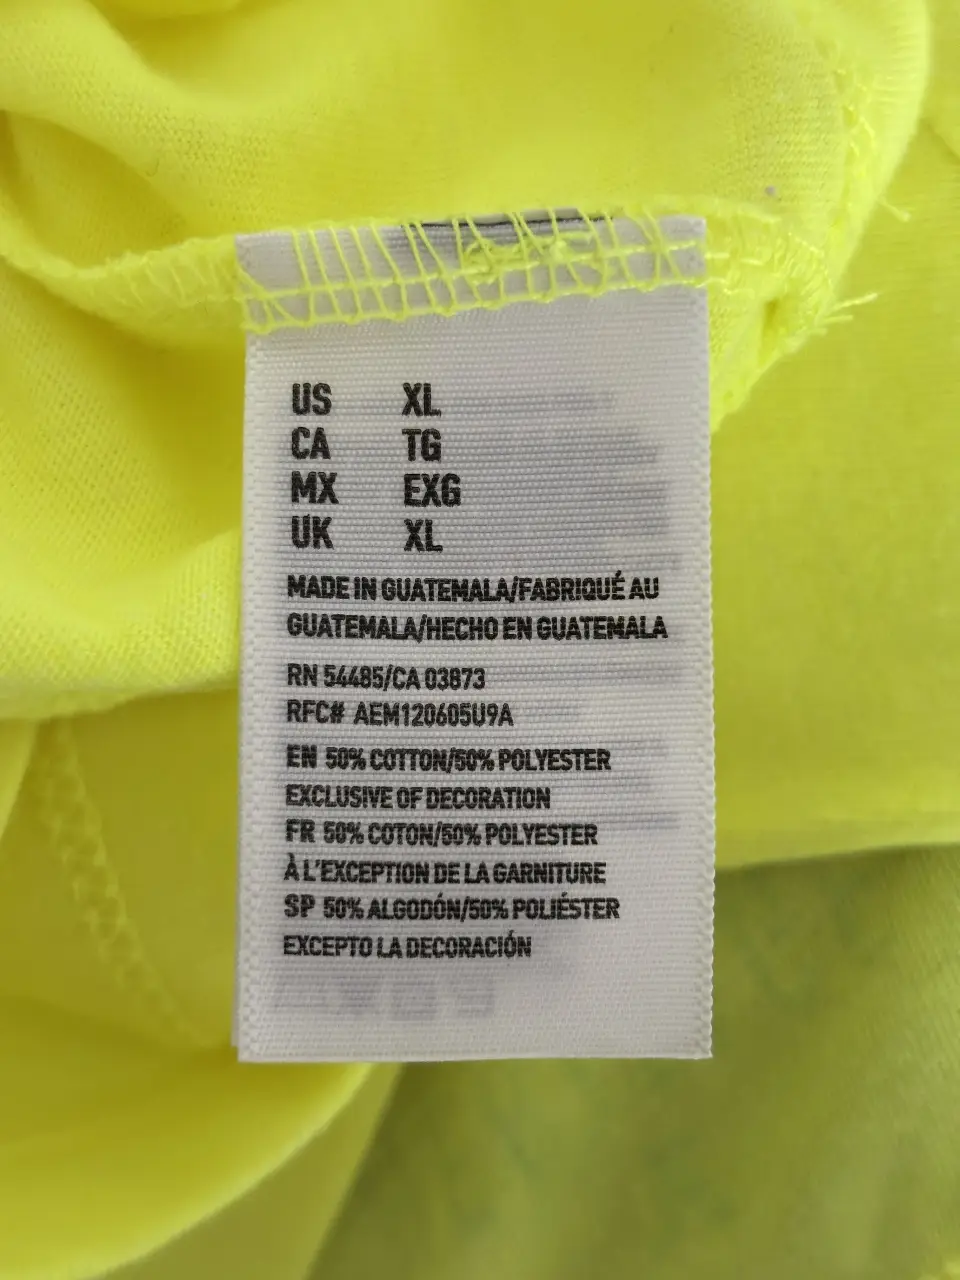 US XL
CA TG
MX EXG
UK XL
MADE IN GUATEMALA/FABRIQUÉ AU
GUATEMALA/HECHO EN GUATEMALA
RN 54485/CA 03873
RFC# AEM120605U9A
EN 50% COTTON/50% POLYESTER
EXCLUSIVE OF DECORATION
FR 50% COTON/50% POLYESTER
À L'EXCEPTION DE LA GARNITURE
SP 50% ALGODÓN/50% POLIÉSTER
EXCEPTO LA DECORACIÓN